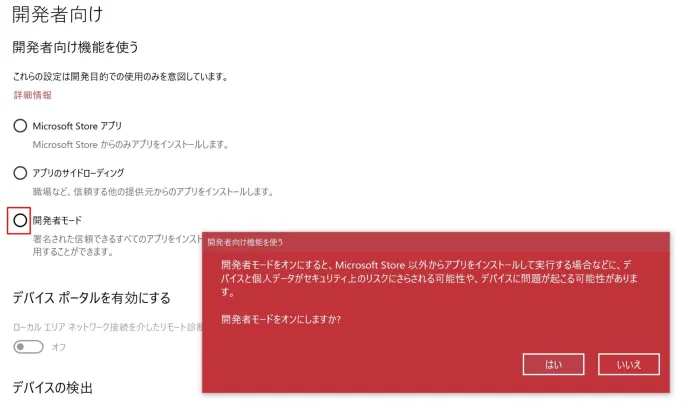 開発者向け
開発者向け機能を使う
これらの設定は開発目的での使用のみを意図しています。
詳細情報
Microsoft Store アプリ
Microsoft Store からのみアプリをインストールします。
アプリのサイドローディング
職場など、信頼する他の提供元からのアプリをインストールします。
開発者モード
署名された信頼できるすべてのアプリをインスト
用することができます。
デバイス ポータルを有効にする
ローカル エリア ネットワーク接続を介したリモート診断
オフ
デバイスの検出
開発者向け機能を使う
開発者モードをオンにすると、Microsoft Store 以外からアプリをインストールして実行する場合などに、デ
バイスと個人データがセキュリティ上のリスクにさらされる可能性や、デバイスに問題が起こる可能性がありま
す。
開発者モードをオンにしますか?
はい
いいえ